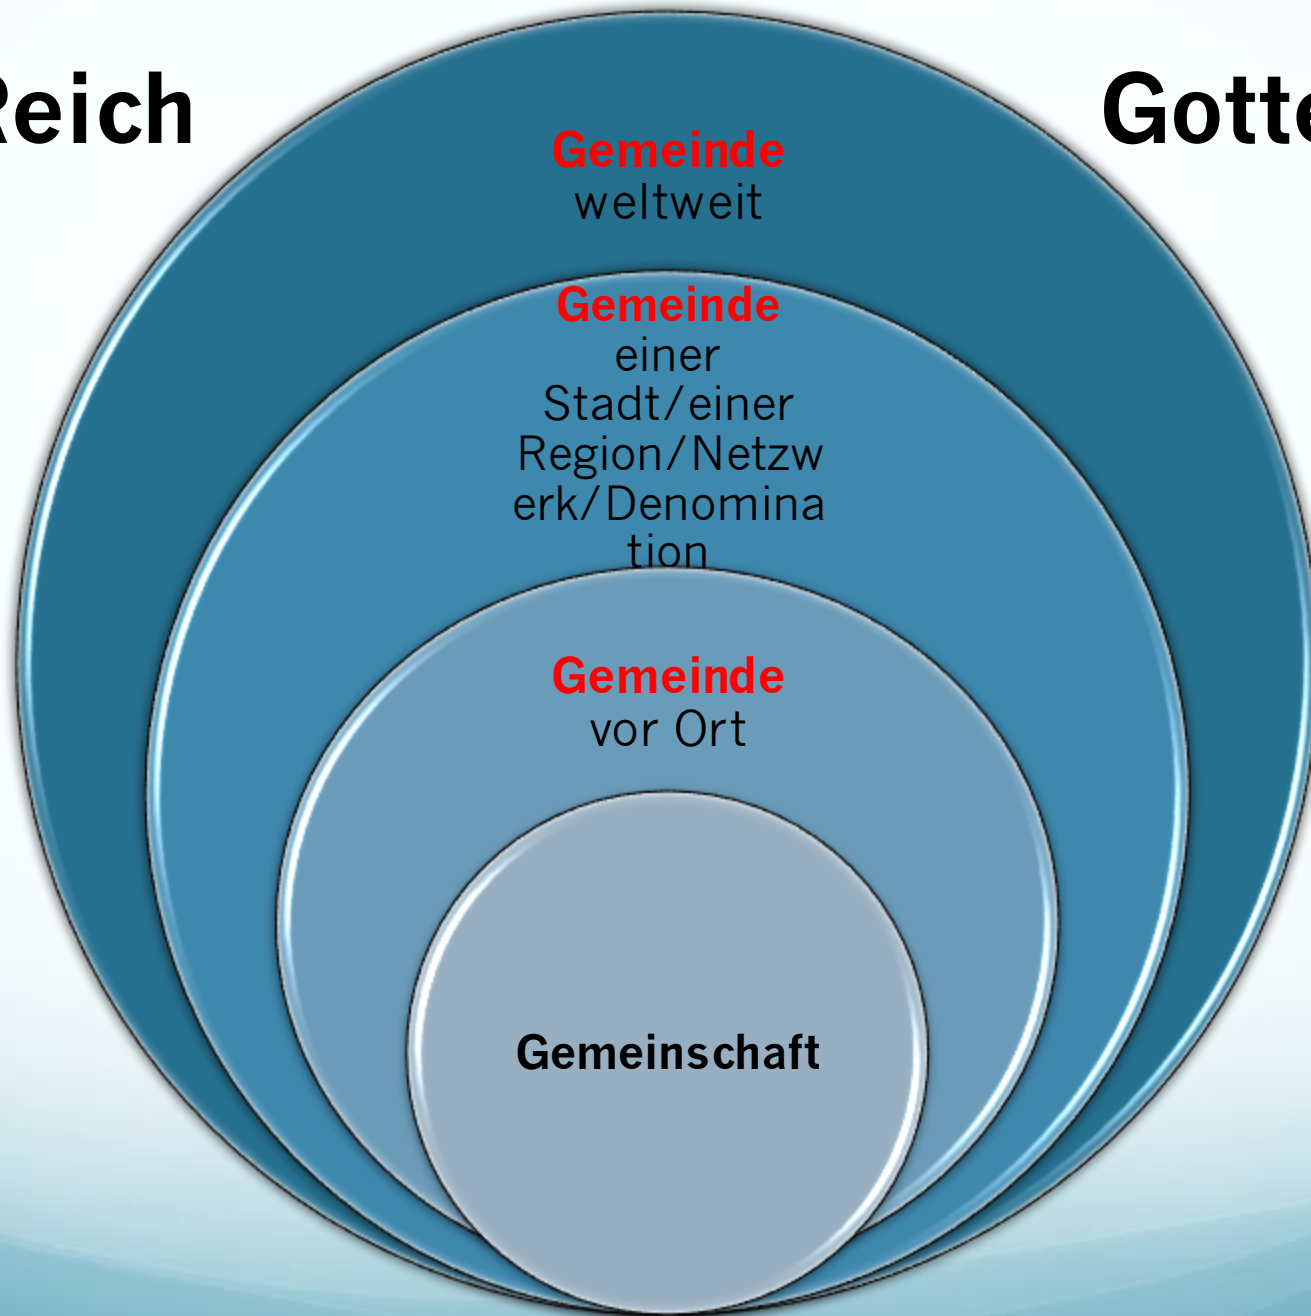 Reich
Gotte
Gemeinde
weltweit
Gemeinde
einer
Stadt/einer
Region/Netzw
erk/Denomina
tion
Gemeinde
vor Ort
Gemeinschaft